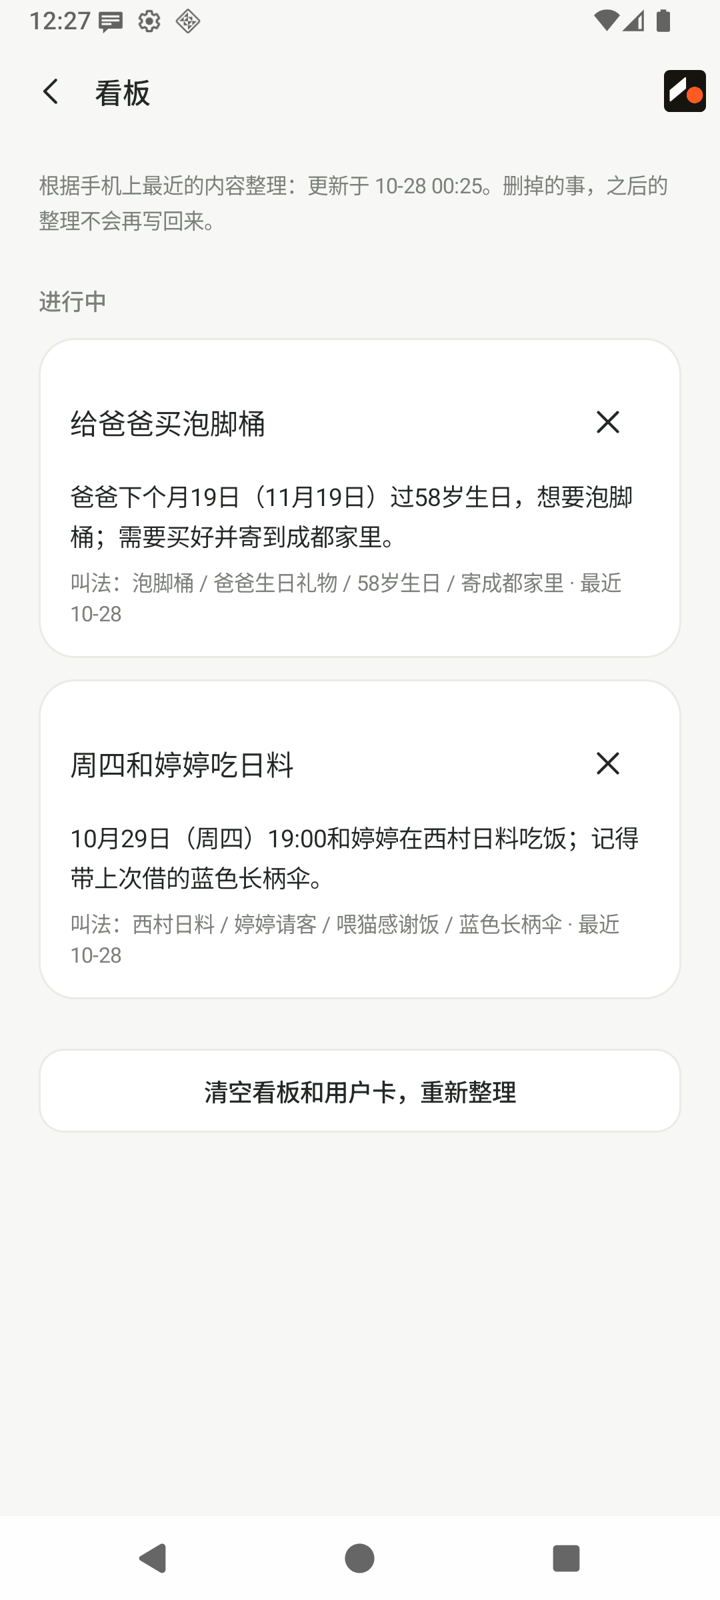 12:27
看板
根据手机上最近的内容整理：更新于 10-28 00:25。删掉的事，之后的
整理不会再写回来。
进行中
给爸爸买泡脚桶
爸爸下个月19日（11月19日）过58岁生日，想要泡脚
桶；需要买好并寄到成都家里。
叫法：泡脚桶 / 爸爸生日礼物 / 58岁生日 / 寄成都家里 · 最近
10-28
周四和婷婷吃日料
10月29日（周四）19:00和婷婷在西村日料吃饭；记得
带上次借的蓝色长柄伞。
叫法：西村日料 / 婷婷请客 / 喂猫感谢饭 / 蓝色长柄伞 · 最近
10-28
清空看板和用户卡，重新整理